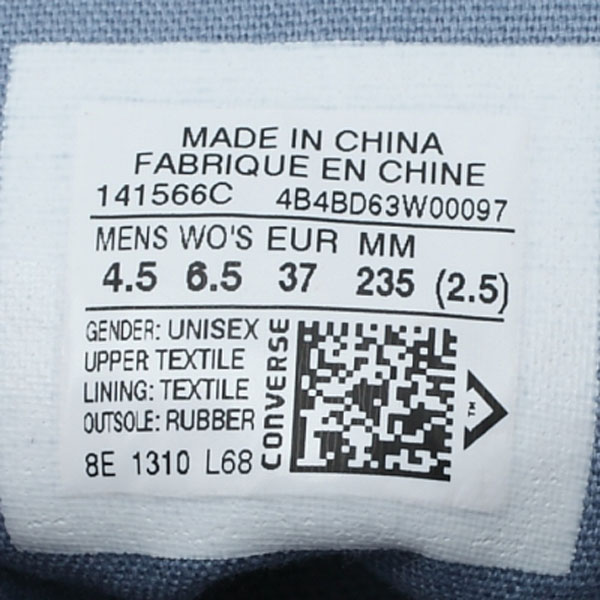 MADE IN CHINA
FABRIQUE EN CHINE
141566C 4B4BD63W00097
MENS WO'S EUR MM
4.5 6.5 37 235 (2.5)
GENDER: UNISEX
UPPER TEXTILE
LINING: TEXTILE
OUTSOLE: RUBBER
8E 1310 L68
CONVERSE
TM